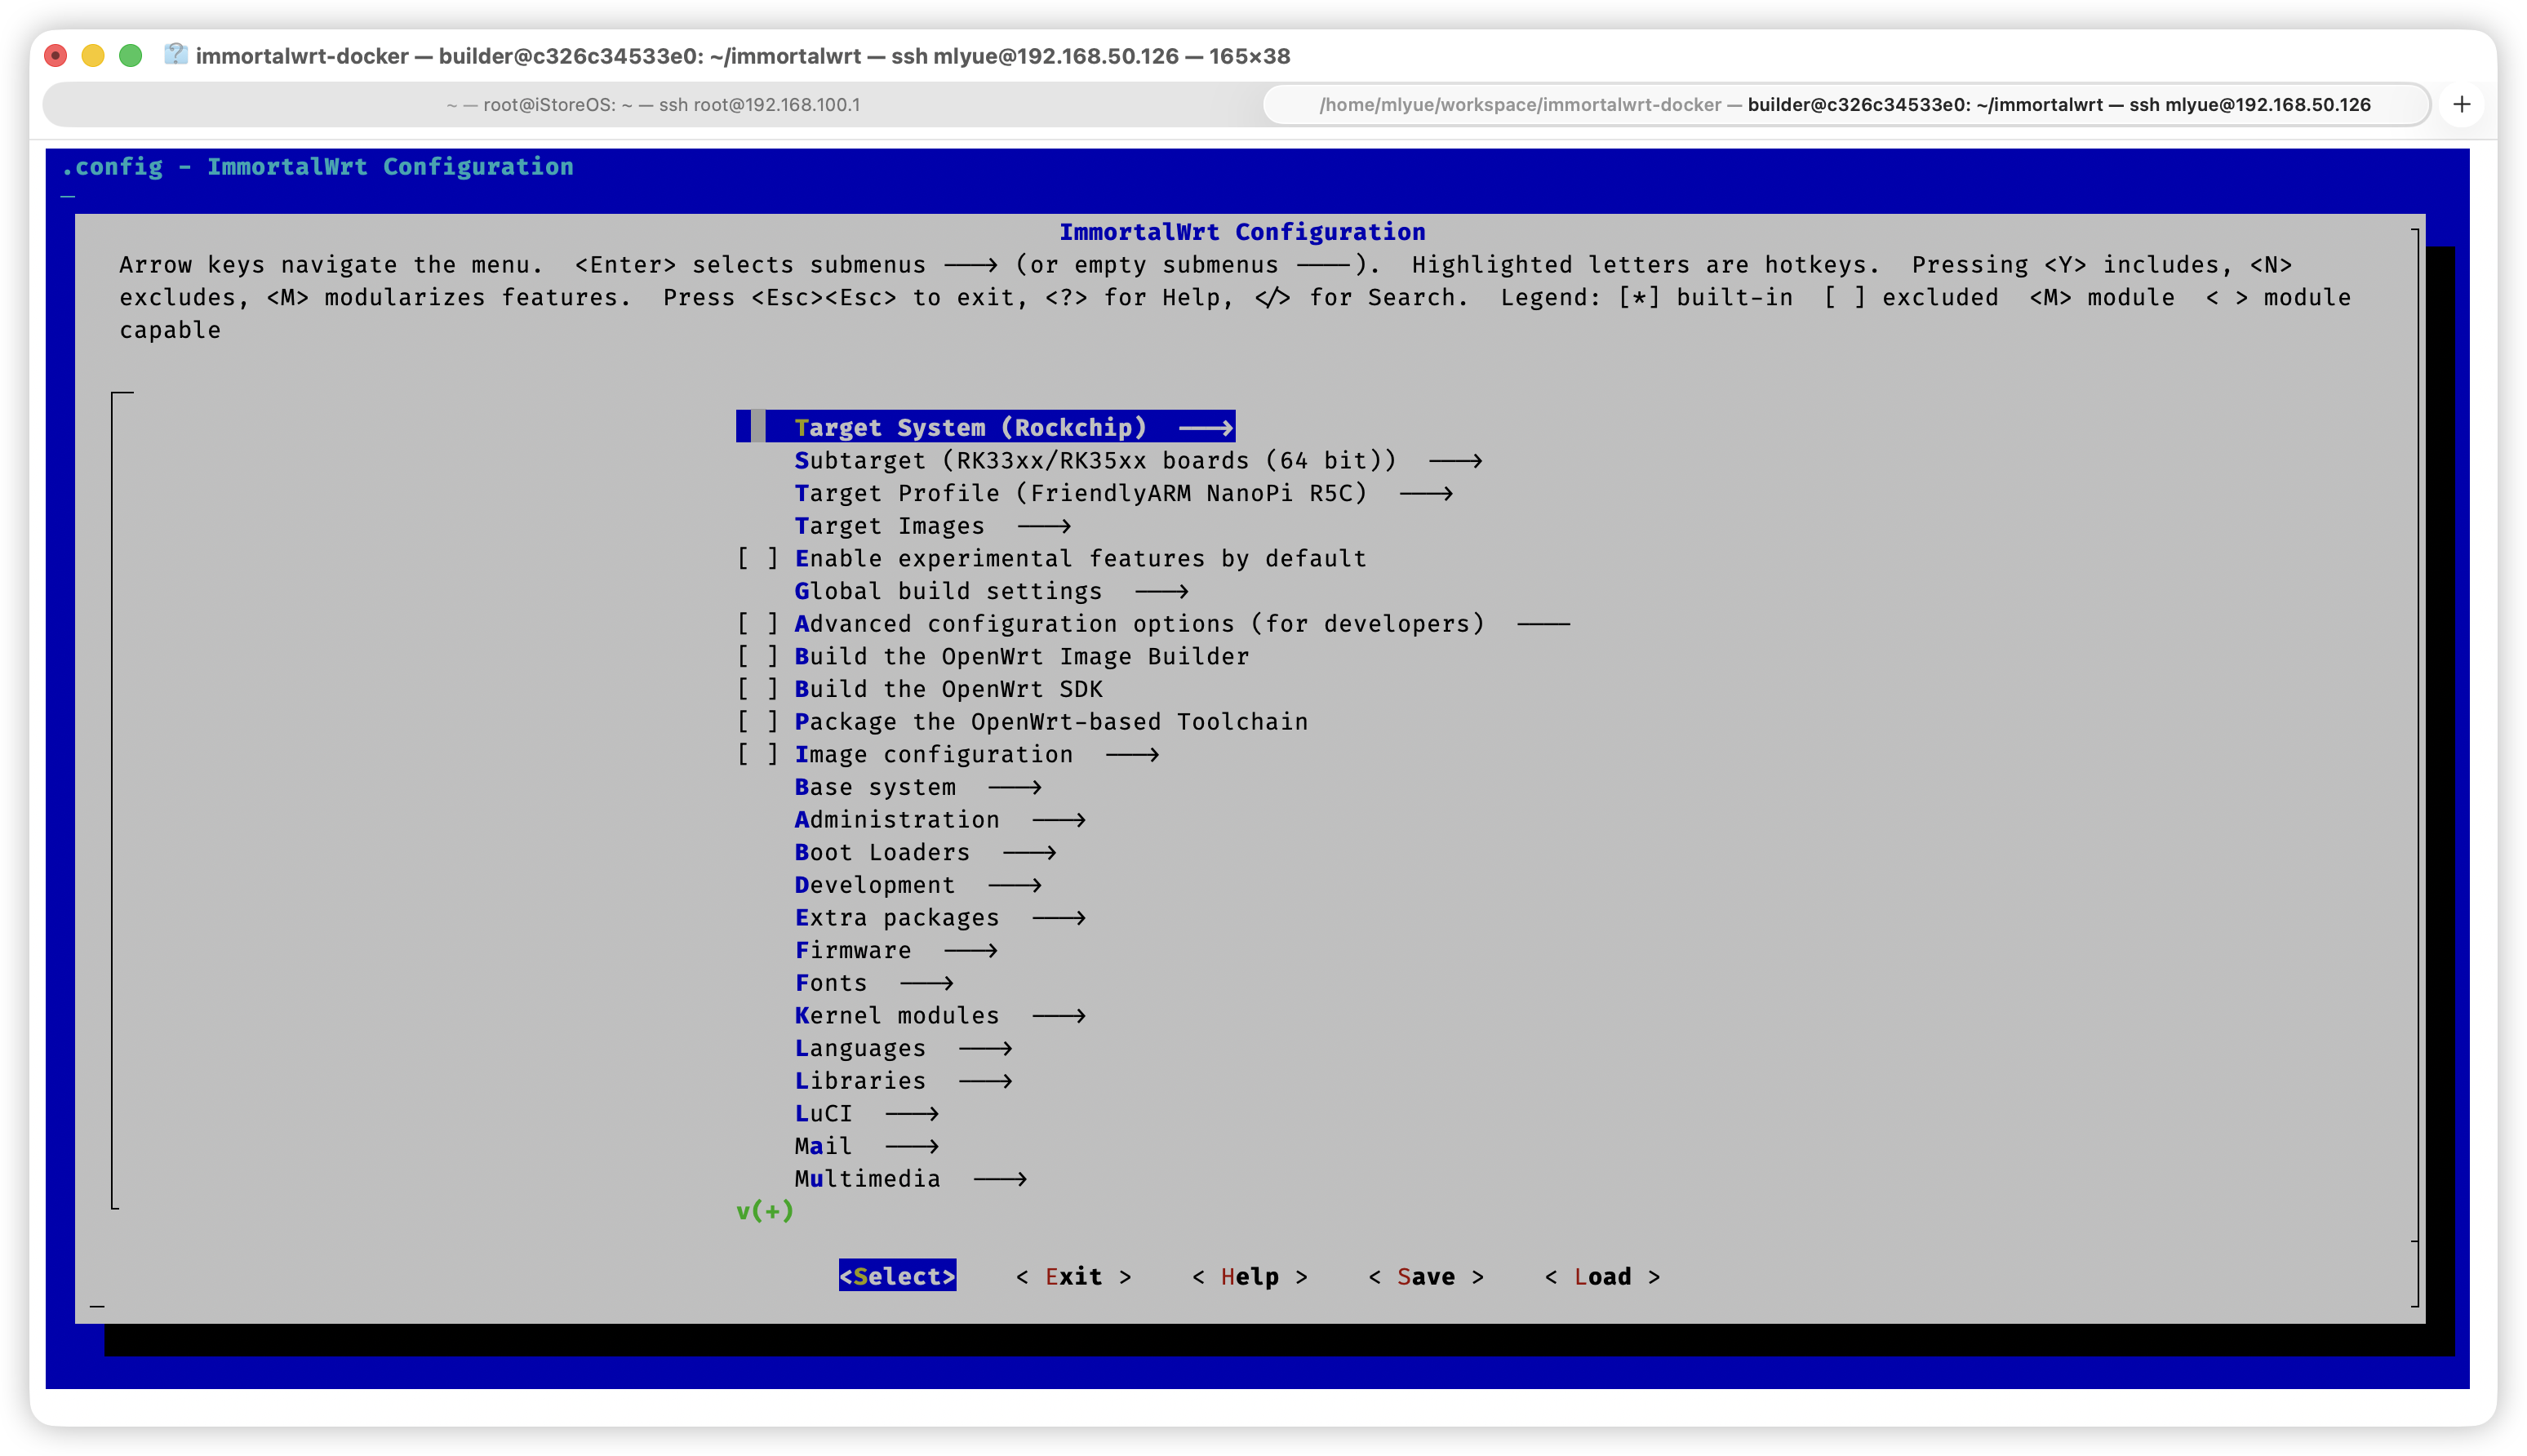 immortalwrt-docker — builder@c326c34533e0: ~/immortalwrt — ssh mlyue@192.168.50.126 — 165×38
~ — root@iStoreOS: ~ — ssh root@192.168.100.1
/home/mlyue/workspace/immortalwrt-docker — builder@c326c34533e0: ~/immortalwrt — ssh mlyue@192.168.50.126
.config - ImmortalWrt Configuration
ImmortalWrt Configuration
Arrow keys navigate the menu.  <Enter> selects submenus ---> (or empty submenus ----).  Highlighted letters are hotkeys.  Pressing <Y> includes, <N>
excludes, <M> modularizes features.  Press <Esc><Esc> to exit, <?> for Help, </> for Search.  Legend: [*] built-in  [ ] excluded  <M> module  < > module
capable
Target System (Rockchip)  --->
Subtarget (RK33xx/RK35xx boards (64 bit))  --->
Target Profile (FriendlyARM NanoPi R5C)  --->
Target Images  --->
[ ] Enable experimental features by default
Global build settings  --->
[ ] Advanced configuration options (for developers)  ----
[ ] Build the OpenWrt Image Builder
[ ] Build the OpenWrt SDK
[ ] Package the OpenWrt-based Toolchain
[ ] Image configuration  --->
Base system  --->
Administration  --->
Boot Loaders  --->
Development  --->
Extra packages  --->
Firmware  --->
Fonts  --->
Kernel modules  --->
Languages  --->
Libraries  --->
LuCI  --->
Mail  --->
Multimedia  --->
v(+)
<Select>    < Exit >    < Help >    < Save >    < Load >